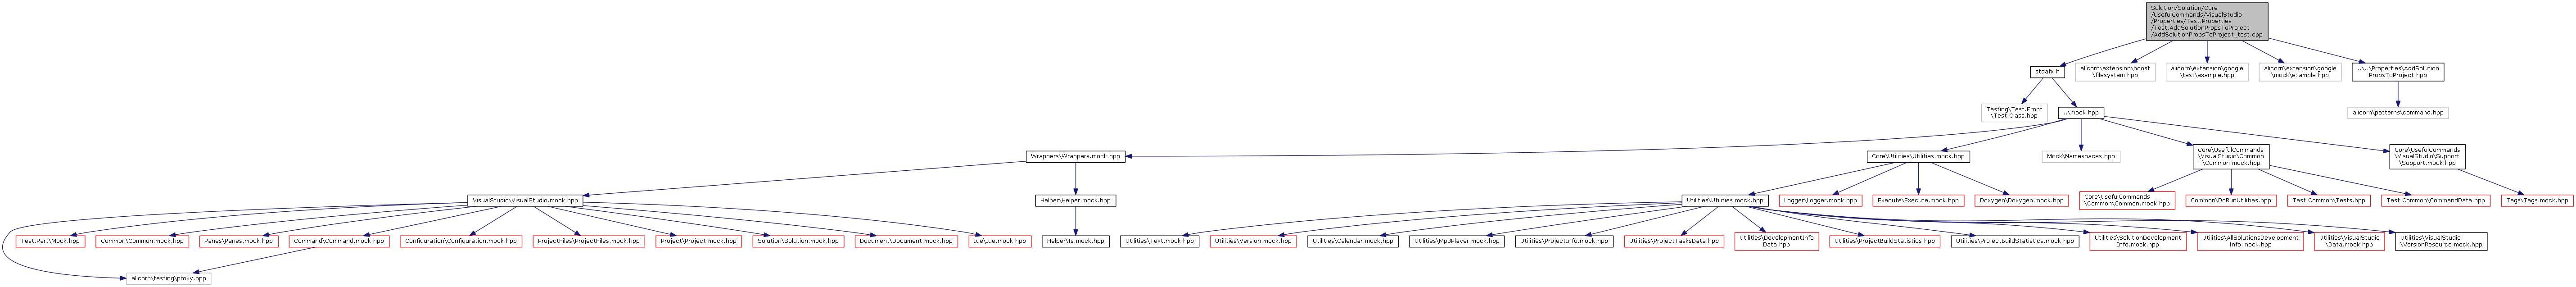 Solution/Solution/Core
/UsefulCommands/VisualStudio
/Properties/Test.Properties
/Test.AddSolutionPropsToProject
/AddSolutionPropsToProject_test.cpp
stdafx.h
alicorn\extension\boost
\filesystem.hpp
alicorn\extension\google
\test\example.hpp
alicorn\extension\google
\mock\example.hpp
..\..\Properties\AddSolution
PropsToProject.hpp
Testing\Test.Front
\Test.Class.hpp
..\mock.hpp
alicorn\patterns\command.hpp
Wrappers\Wrappers.mock.hpp
Core\Utilities\Utilities.mock.hpp
Mock\Namespaces.hpp
Core\UsefulCommands
\VisualStudio\Common
\Common.mock.hpp
Core\UsefulCommands
\VisualStudio\Support
\Support.mock.hpp
VisualStudio\VisualStudio.mock.hpp
Helper\Helper.mock.hpp
Utilities\Utilities.mock.hpp
Logger\Logger.mock.hpp
Execute\Execute.mock.hpp
Doxygen\Doxygen.mock.hpp
Core\UsefulCommands
\Common\Common.mock.hpp
Common\DoRunUtilities.hpp
Test.Common\Tests.hpp
Test.Common\CommandData.hpp
Tags\Tags.mock.hpp
Test.Part\Mock.hpp
Common\Common.mock.hpp
Panes\Panes.mock.hpp
Command\Command.mock.hpp
Configuration\Configuration.mock.hpp
ProjectFiles\ProjectFiles.mock.hpp
Project\Project.mock.hpp
Solution\Solution.mock.hpp
Document\Document.mock.hpp
Ide\Ide.mock.hpp
Helper\Is.mock.hpp
Utilities\Text.mock.hpp
Utilities\Version.mock.hpp
Utilities\Calendar.mock.hpp
Utilities\Mp3Player.mock.hpp
Utilities\ProjectInfo.mock.hpp
Utilities\ProjectTasksData.hpp
Utilities\DevelopmentInfo
Data.hpp
Utilities\ProjectBuildStatistics.hpp
Utilities\ProjectBuildStatistics.mock.hpp
Utilities\SolutionDevelopment
Info.mock.hpp
Utilities\AllSolutionsDevelopment
Info.mock.hpp
Utilities\VisualStudio
\Data.mock.hpp
Utilities\VisualStudio
\VersionResource.mock.hpp
alicorn\testing\proxy.hpp